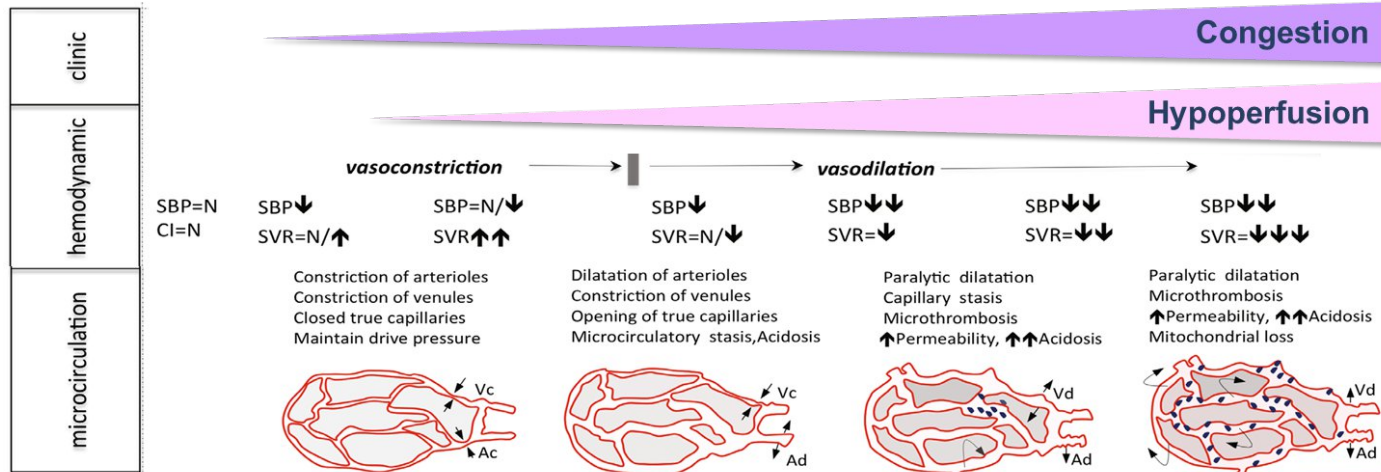 clinic
Congestion
Hypoperfusion
hemodynamic
vasoconstriction
vasodilation
SBP=N
CI=N
SBP↓
SVR=N/↑
SBP=N/↓
SVR↑↑
SBP↓
SVR=N/↓
SBP↓↓
SVR=↓
SBP↓↓
SVR=↓↓
SBP↓↓
SVR=↓↓↓
microcirculation
Constriction of arterioles
Constriction of venules
Closed true capillaries
Maintain drive pressure
Dilatation of arterioles
Constriction of venules
Opening of true capillaries
Microcirculatory stasis,Acidosis
Paralytic dilatation
Capillary stasis
Microthrombosis
↑Permeability, ↑↑Acidosis
Paralytic dilatation
Microthrombosis
↑Permeability, ↑↑Acidosis
Mitochondrial loss
Vc
Ac
Vc
Ad
Vd
Ad
Vd
Ad